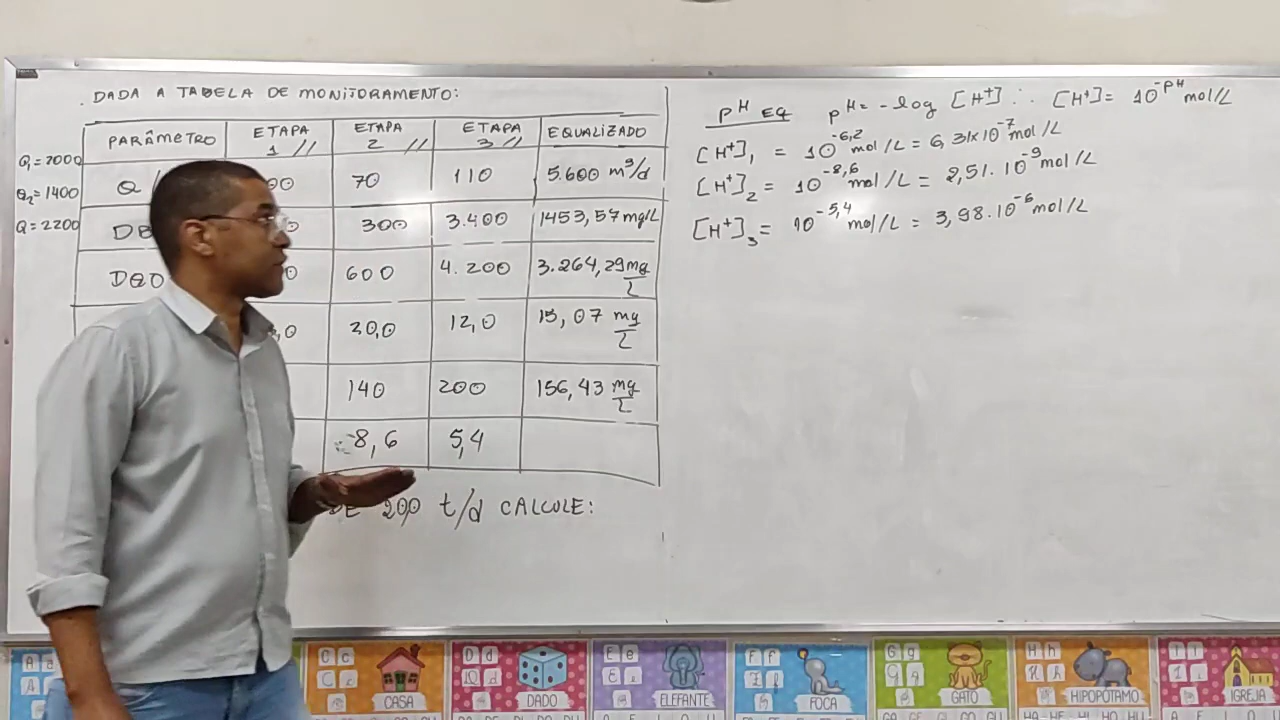 DADA A TABELA DE MONITORAMENTO:
PARÂMETRO ETAPA 1 // ETAPA 2 // ETAPA 3 // EQUALIZADO
Q₁=2000
Q₂=1400
Q=2200
Q 70 110 5.600 m³/d
DB 300 3.400 1453,57 mg/L
DQO 600 4.200 3.264,29 mg/L
20,0 12,0 15,07 mg/L
140 200 156,43 mg/L
8,6 5,4
DE 200 t/d CALCULE:
pH EQ pH = -log [H⁺] ∴ [H⁺] = 10^-pH mol/L
[H⁺]₁ = 10^-6,2 mol/L = 6,31x10^-7 mol/L
[H⁺]₂ = 10^-8,6 mol/L = 2,51.10^-9 mol/L
[H⁺]₃ = 10^-5,4 mol/L = 3,98.10^-6 mol/L
A a
A
C c
C c
CASA
D d
D d
DADO
E e
E e
ELEFANTE
F f
F f
FOCA
G g
G g
GATO
H h
H h
HIPOPÓTAMO
I i
IGREJA